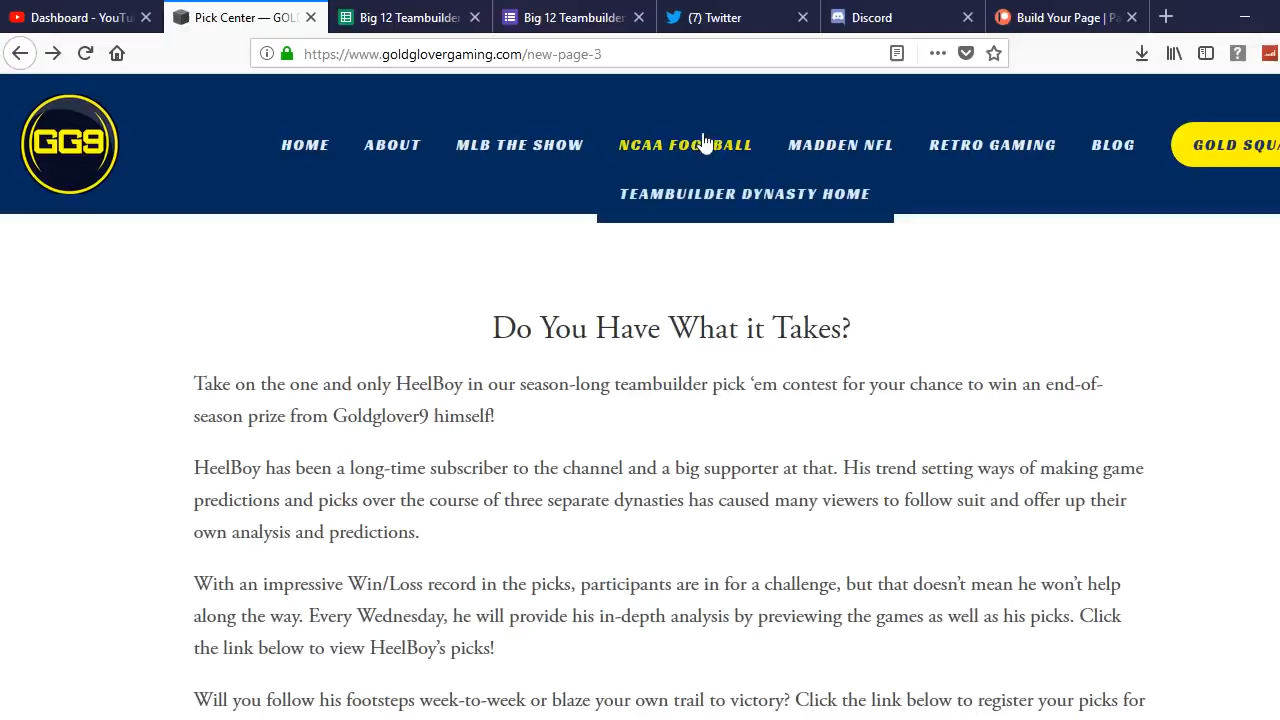 Dashboard - YouTu
Pick Center — GOL
Big 12 Teambuilder
Big 12 Teambuilder
(7) Twitter
Discord
Build Your Page | Pa
https://www.goldglovergaming.com/new-page-3
GG9
HOME
ABOUT
MLB THE SHOW
NCAA FOOTBALL
MADDEN NFL
RETRO GAMING
BLOG
GOLD SQUA
TEAMBUILDER DYNASTY HOME
Do You Have What it Takes?
Take on the one and only HeelBoy in our season-long teambuilder pick ‘em contest for your chance to win an end-of-
season prize from Goldglover9 himself!
HeelBoy has been a long-time subscriber to the channel and a big supporter at that. His trend setting ways of making game
predictions and picks over the course of three separate dynasties has caused many viewers to follow suit and offer up their
own analysis and predictions.
With an impressive Win/Loss record in the picks, participants are in for a challenge, but that doesn’t mean he won’t help
along the way. Every Wednesday, he will provide his in-depth analysis by previewing the games as well as his picks. Click
the link below to view HeelBoy’s picks!
Will you follow his footsteps week-to-week or blaze your own trail to victory? Click the link below to register your picks for